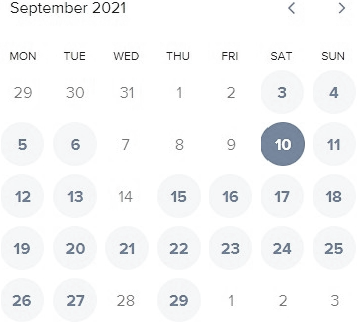 September 2021
MON TUE WED THU FRI SAT SUN
29 30 31 1 2 3 4
5 6 7 8 9 10 11
12 13 14 15 16 17 18
19 20 21 22 23 24 25
26 27 28 29 1 2 3